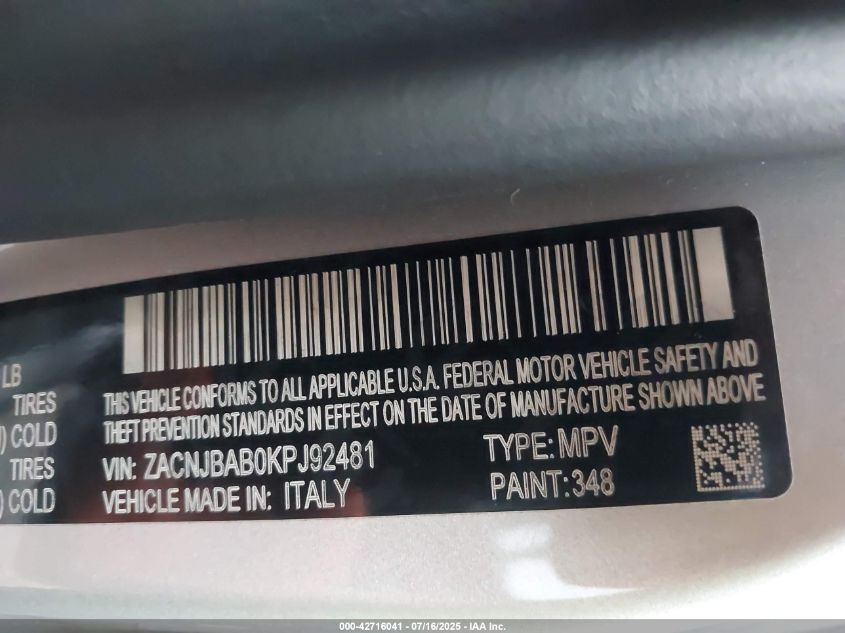 LB
TIRES
) COLD
TIRES
) COLD
THIS VEHICLE CONFORMS TO ALL APPLICABLE U.S.A. FEDERAL MOTOR VEHICLE SAFETY AND
THEFT PREVENTION STANDARDS IN EFFECT ON THE DATE OF MANUFACTURE SHOWN ABOVE
VIN: ZACNJBAB0KPJ92481
TYPE: MPV
VEHICLE MADE IN: ITALY
PAINT: 348
000-42716041 - 07/16/2025 - IAA Inc.